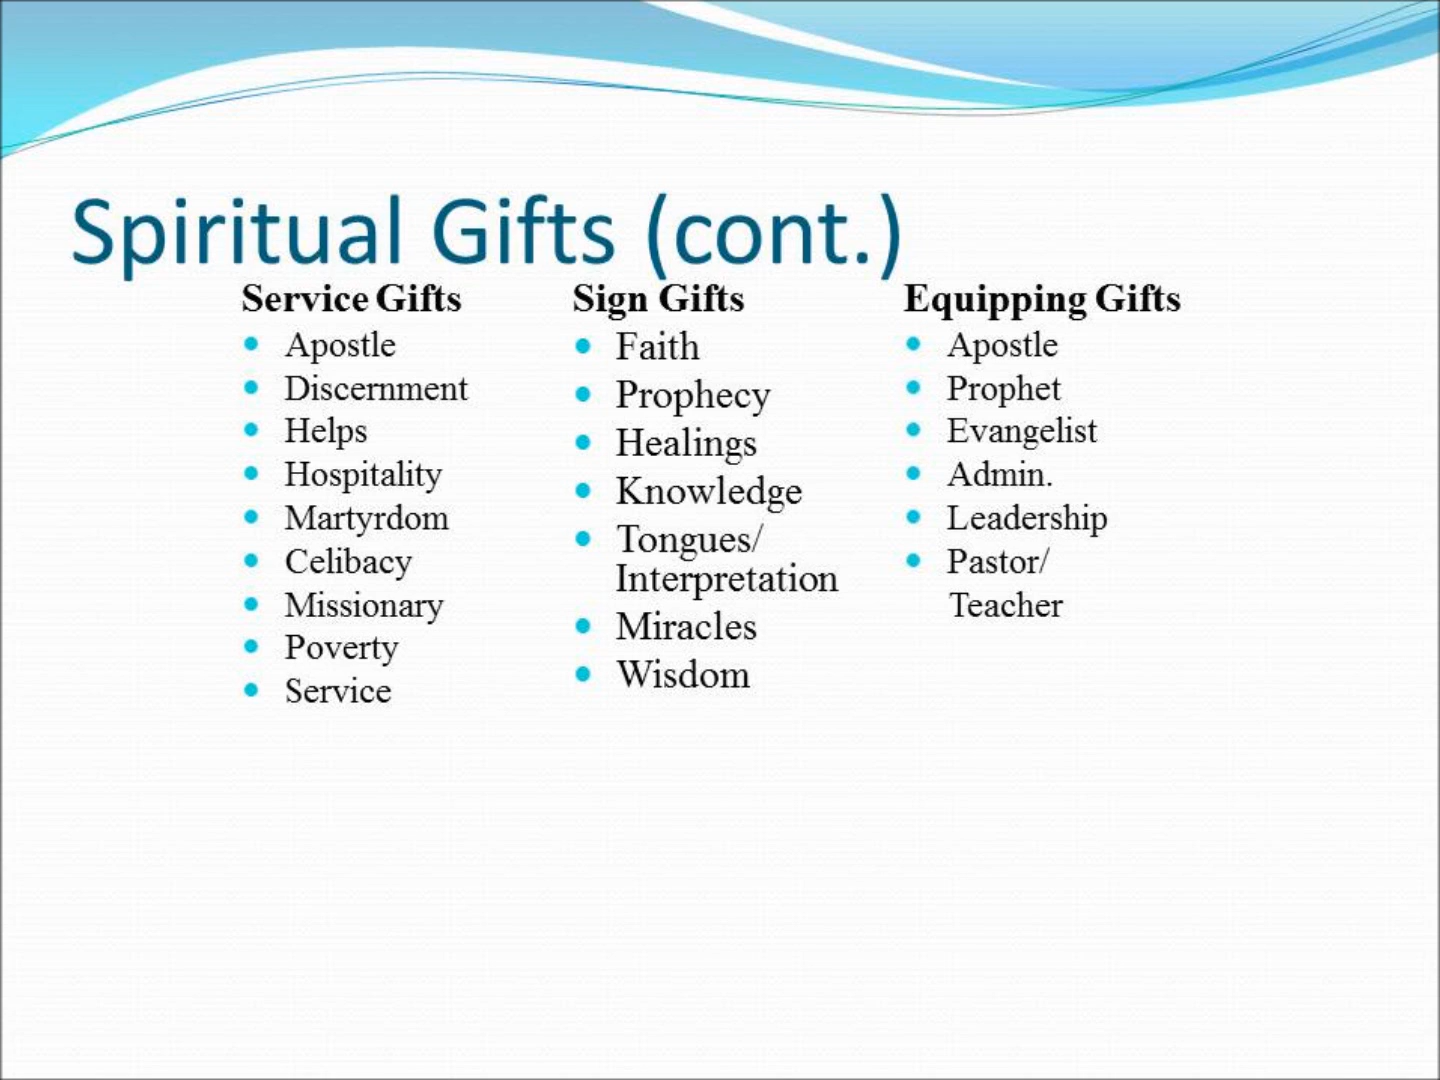 Spiritual Gifts (cont.)
Service Gifts
Apostle
Discernment
Helps
Hospitality
Martyrdom
Celibacy
Missionary
Poverty
Service
Sign Gifts
Faith
Prophecy
Healings
Knowledge
Tongues/
Interpretation
Miracles
Wisdom
Equipping Gifts
Apostle
Prophet
Evangelist
Admin.
Leadership
Pastor/
Teacher